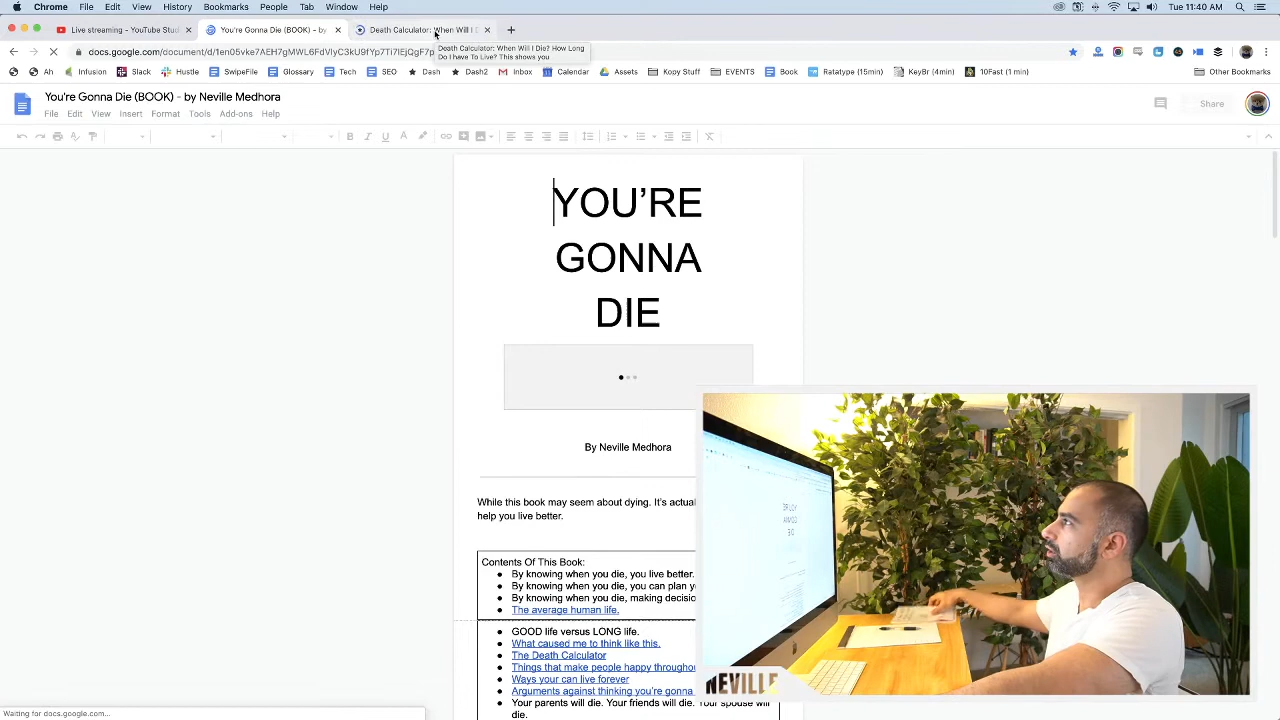 Chrome File Edit View History Bookmarks People Tab Window Help
Tue 11:40 AM
Live streaming - YouTube Stud
You're Gonna Die (BOOK) - by
Death Calculator: When Will I
docs.google.com/document/d/
Death Calculator: When Will I Die? How Long
Do I have To Live? This shows you
Ah Infusion Slack Hustle SwipeFile Glossary Tech SEO Dash Dash2 Inbox Calendar Assets Kopy Stuff EVENTS Book Ratatype (15min) KeyBr (4min) 10Fast (1 min) Other Bookmarks
You're Gonna Die (BOOK) - by Neville Medhora
File Edit View Insert Format Tools Add-ons Help
Share
YOU’RE
GONNA
DIE
By Neville Medhora
While this book may seem about dying. It's actua
help you live better.
Contents Of This Book:
● By knowing when you die, you live better.
● By knowing when you die, you can plan y
● By knowing when you die, making decisio
● The average human life.
● GOOD life versus LONG life.
● What caused me to think like this.
● The Death Calculator
● Things that make people happy throughou
● Ways your can live forever
● Arguments against thinking you're gonna
● Your parents will die. Your friends will die. Your spouse will
die.
NEVILLE
Waiting for docs.google.com...